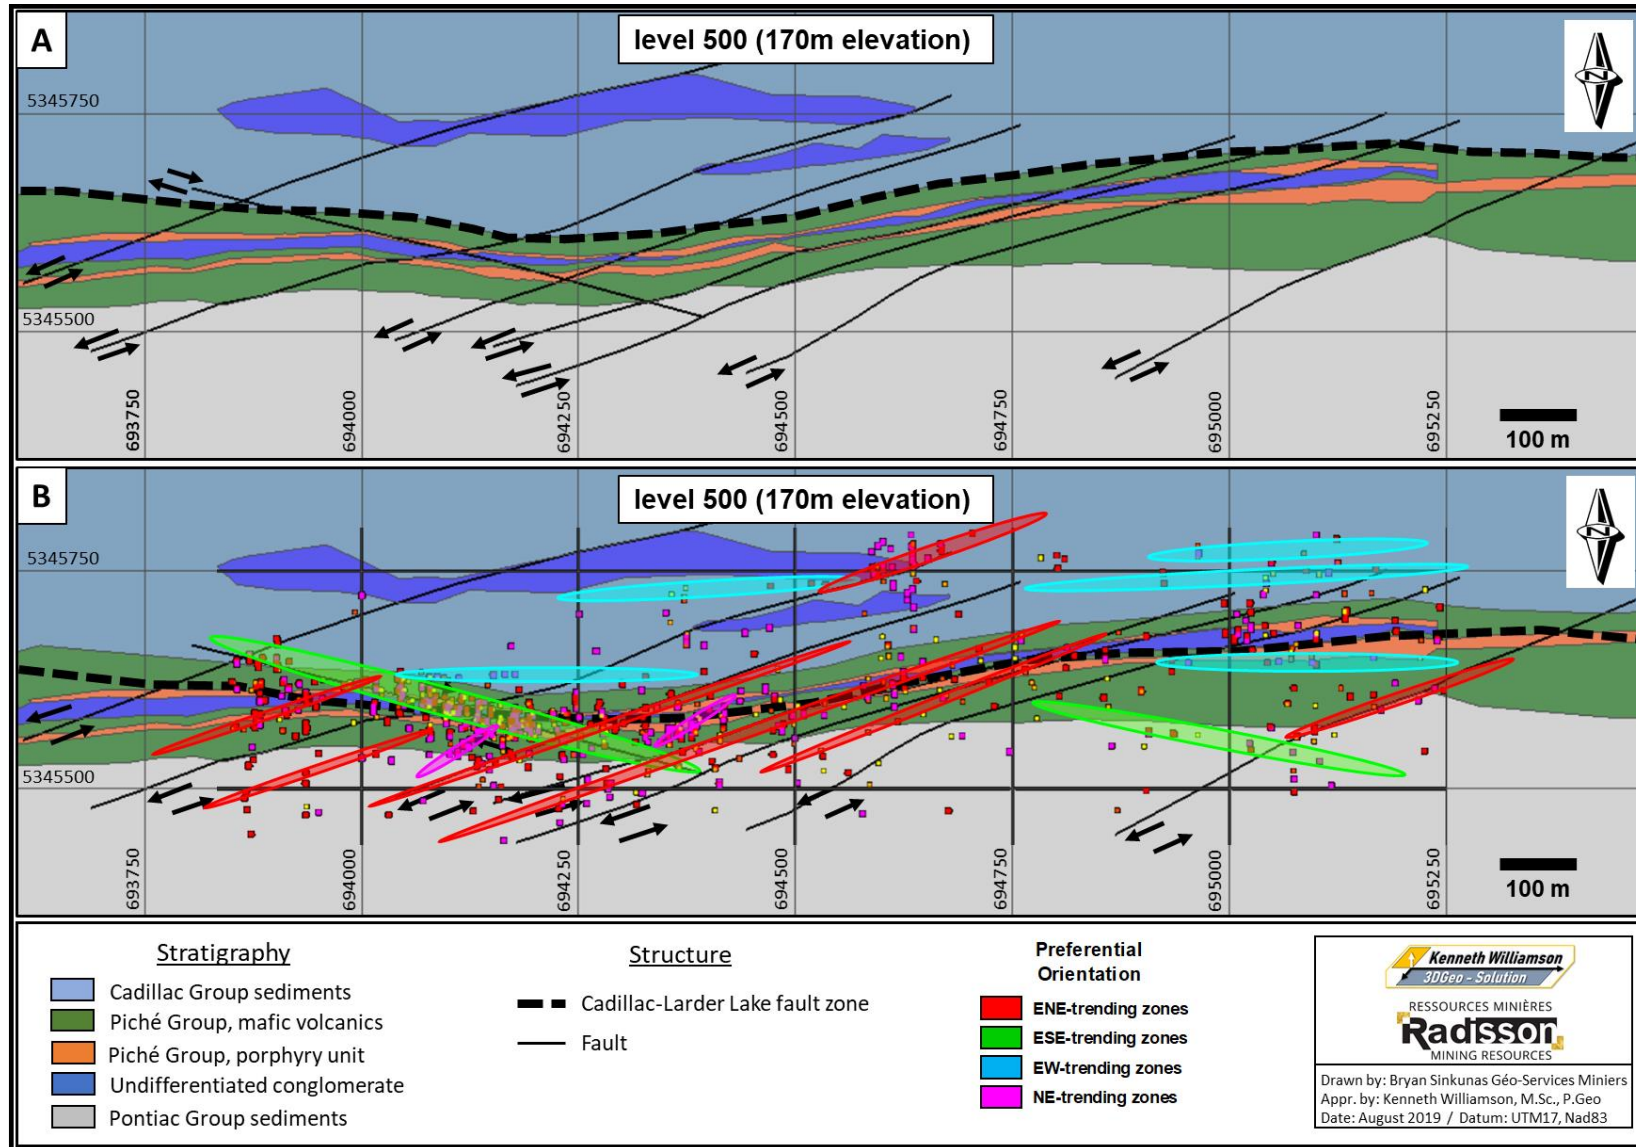 A
level 500 (170m elevation)
N
5345750
5345500
693750
694000
694250
694500
694750
695000
695250
100 m
B
level 500 (170m elevation)
N
5345750
5345500
693750
694000
694250
694500
694750
695000
695250
100 m
Stratigraphy
Cadillac Group sediments
Piché Group, mafic volcanics
Piché Group, porphyry unit
Undifferentiated conglomerate
Pontiac Group sediments
Structure
Cadillac-Larder Lake fault zone
Fault
Preferential
Orientation
ENE-trending zones
ESE-trending zones
EW-trending zones
NE-trending zones
Kenneth Williamson
3DGeo - Solution
RESSOURCES MINIÈRES
Radisson
MINING RESOURCES
Drawn by: Bryan Sinkunas Géo-Services Miniers
Appr. by: Kenneth Williamson, M.Sc., P.Geo
Date: August 2019 / Datum: UTM17, Nad83